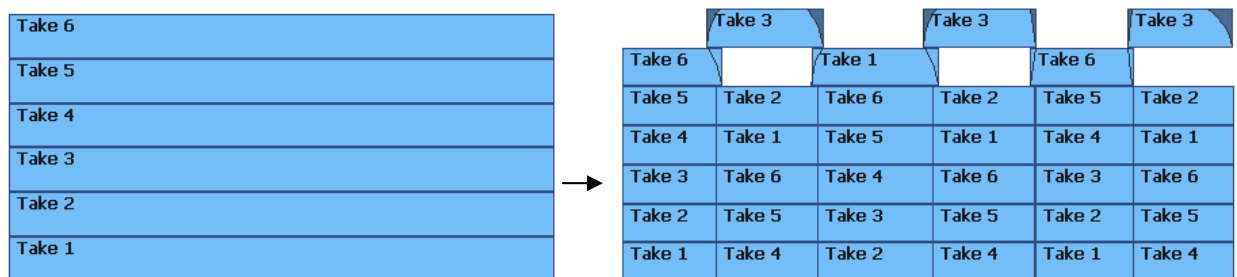 Take 6
Take 5
Take 4
Take 3
Take 2
Take 1
Take 3 Take 3 Take 3
Take 6 Take 1 Take 6
Take 5 Take 2 Take 6 Take 2 Take 5 Take 2
Take 4 Take 1 Take 5 Take 1 Take 4 Take 1
Take 3 Take 6 Take 4 Take 6 Take 3 Take 6
Take 2 Take 5 Take 3 Take 5 Take 2 Take 5
Take 1 Take 4 Take 2 Take 4 Take 1 Take 4